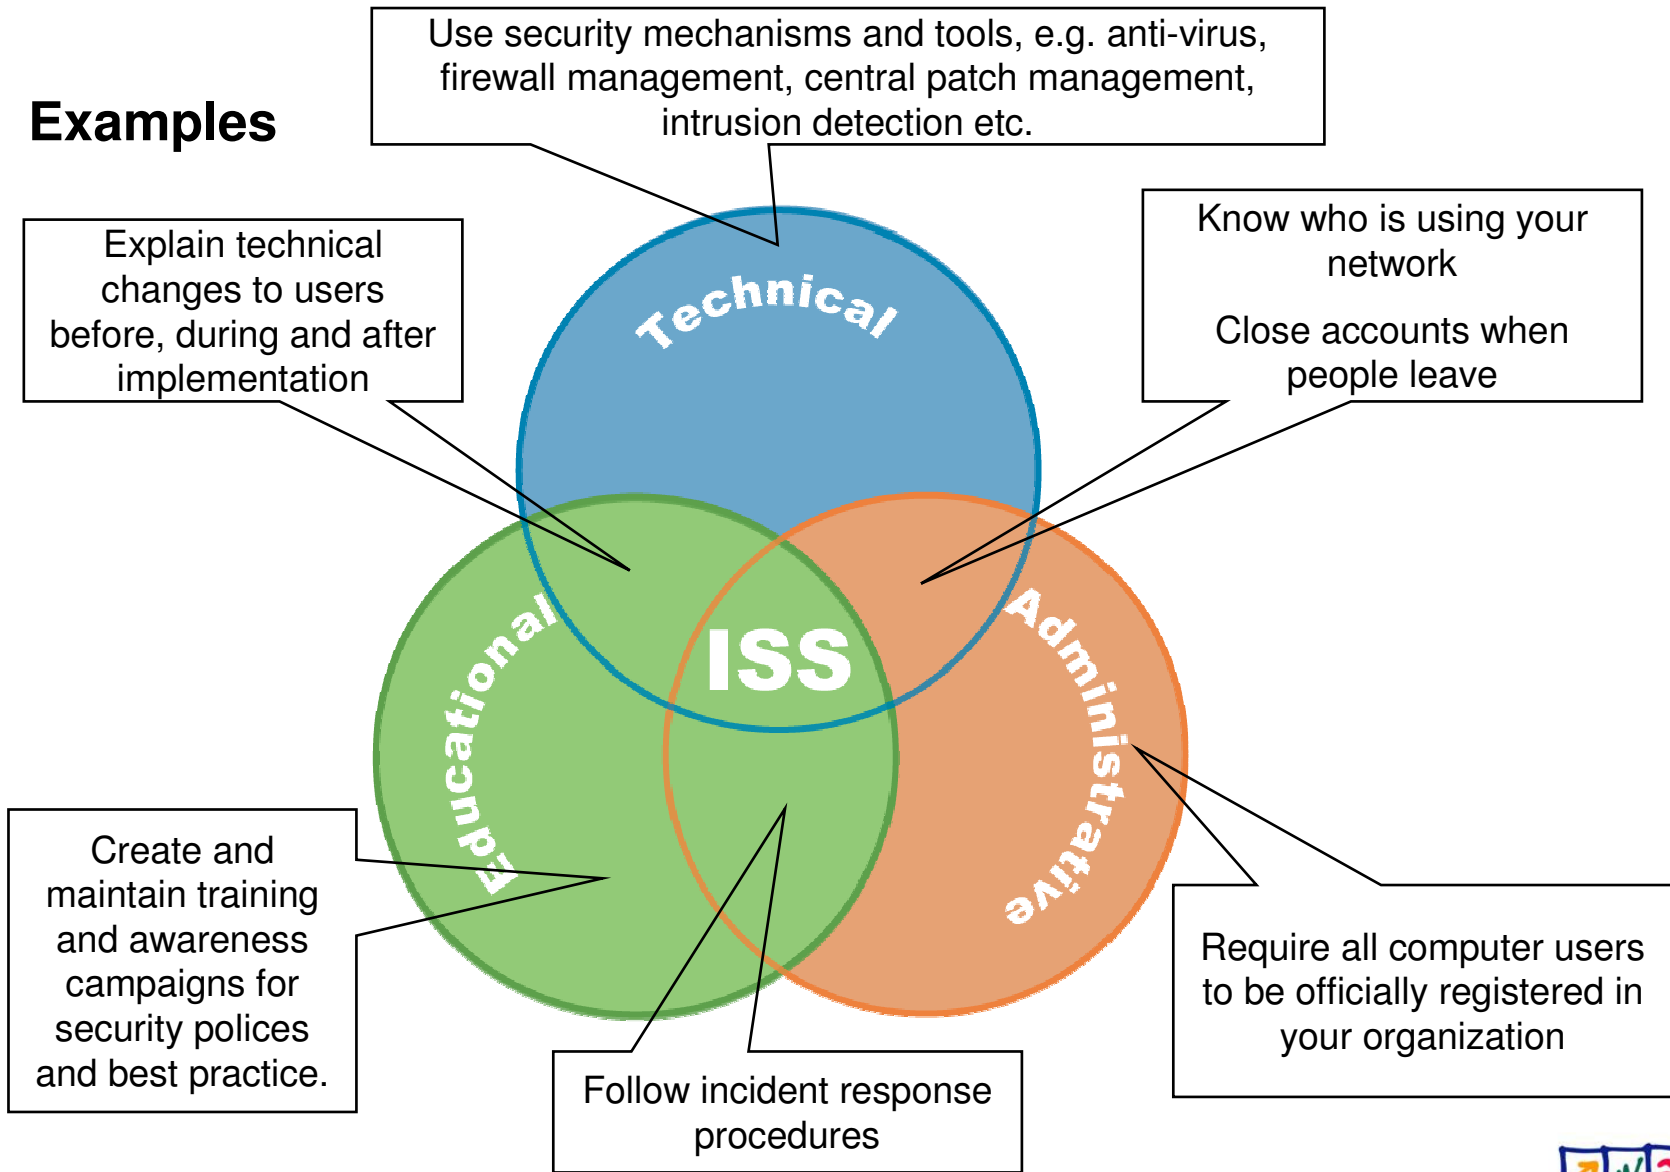 Use security mechanisms and tools, e.g. anti-virus,
firewall management, central patch management,
intrusion detection etc.
Examples
Explain technical
changes to users
before, during and after
implementation
Know who is using your
network
Close accounts when
people leave
Technical
Educational
ISS
Administrative
Create and
maintain training
and awareness
campaigns for
security polices
and best practice.
Require all computer users
to be officially registered in
your organization
Follow incident response
procedures